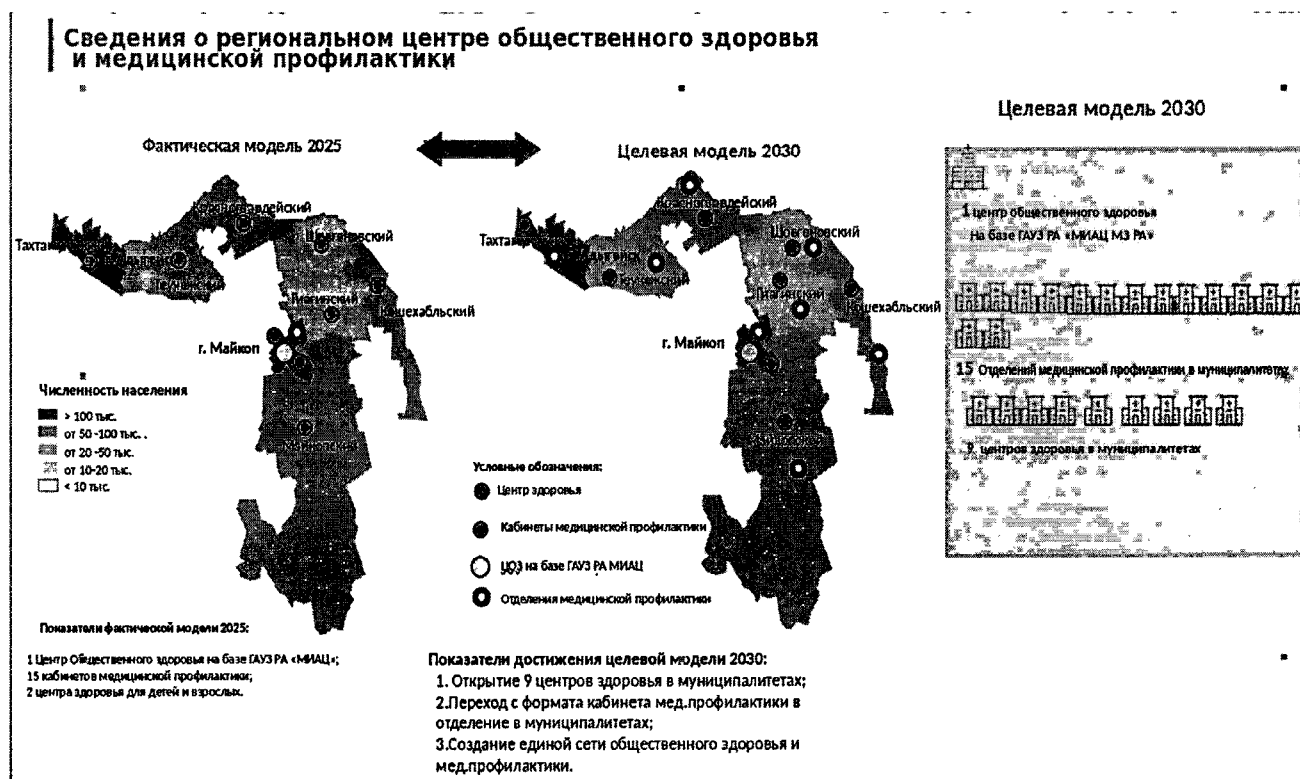 Сведения о региональном центре общественного здоровья
и медицинской профилактики
Фактическая модель 2025
Целевая модель 2030
Целевая модель 2030
Шовгеновский
Гиагинский
Кошехабльский
г. Майкоп
Численность населения
> 100 тыс.
от 50 -100 тыс. .
от 20 -50 тыс.
от 10-20 тыс.
< 10 тыс.
Показатели фактической модели 2025:
1 Центр Общественного здоровья на базе ГАУЗ РА «МИАЦ»;
15 кабинетов медицинской профилактики;
2 центра здоровья для детей и взрослых.
Красногвардейский
Шовгеновский
Теучежский
Гиагинский
Кошехабльский
г. Майкоп
Условные обозначения:
Центр здоровья
Кабинеты медицинской профилактики
ЦОЗ на базе ГАУЗ РА МИАЦ
Отделения медицинской профилактики
Показатели достижения целевой модели 2030:
1. Открытие 9 центров здоровья в муниципалитетах;
2.Переход с формата кабинета мед.профилактики в
отделение в муниципалитетах;
3.Создание единой сети общественного здоровья и
мед.профилактики.
1 центр общественного здоровья
На базе ГАУЗ РА «МИАЦ МЗ РА»
15 Отделений медицинской профилактики в муниципалитетах
9 центров здоровья в муниципалитетах